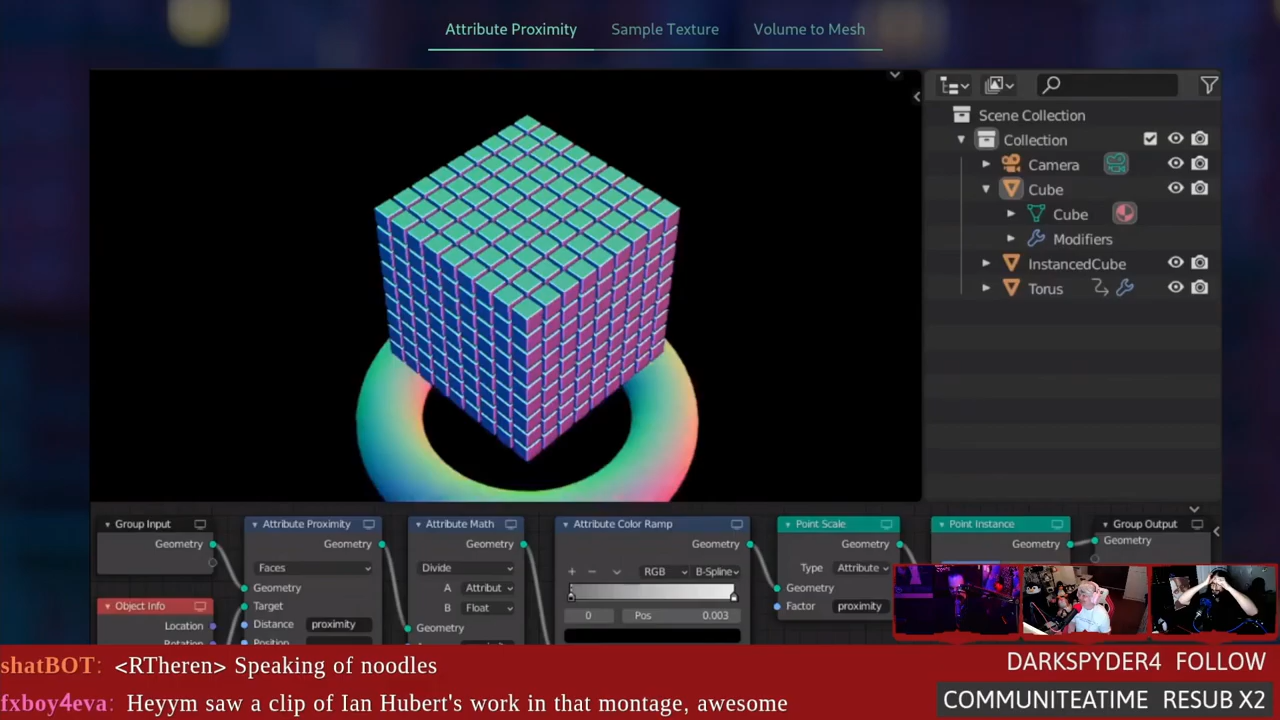 Attribute Proximity Sample Texture Volume to Mesh
Scene Collection
Collection
Camera
Cube
Cube
Modifiers
InstancedCube
Torus
Group Input
Geometry
Object Info
Location
Attribute Proximity
Geometry
Faces
Geometry
Target
Distance proximity
Attribute Math
Geometry
Divide
A Attribut
B Float
Geometry
Attribute Color Ramp
Geometry
+ − RGB B-Spline
0 Pos 0.003
Point Scale
Geometry
Type Attribute
Geometry
Factor proximity
Point Instance
Geometry
Group Output
Geometry
shatBOT: <RTheren> Speaking of noodles
fxboy4eva: Heyym saw a clip of Ian Hubert's work in that montage, awesome
DARKSPYDER4 FOLLOW
COMMUNITEATIME RESUB X2